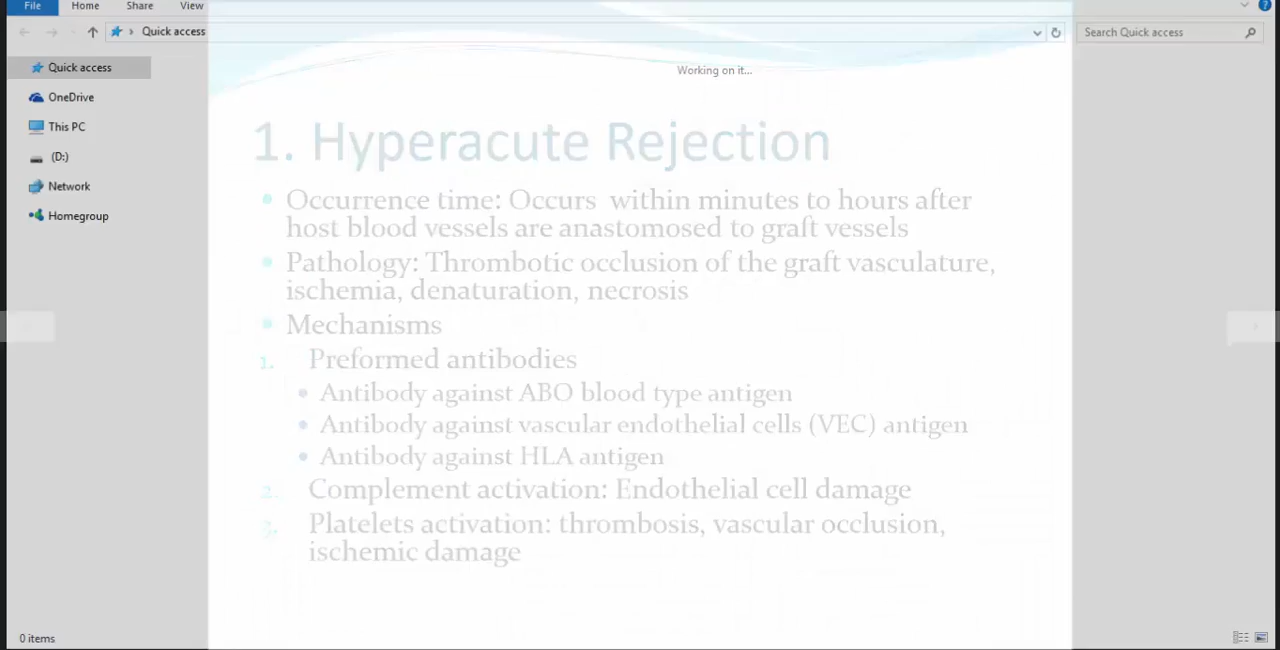 File Home Share View
Quick access Search Quick access
Quick access
Working on it...
OneDrive
This PC
(D:)
Network
Homegroup
1. Hyperacute Rejection
• Occurrence time: Occurs within minutes to hours after
host blood vessels are anastomosed to graft vessels
• Pathology: Thrombotic occlusion of the graft vasculature,
ischemia, denaturation, necrosis
• Mechanisms
1. Preformed antibodies
• Antibody against ABO blood type antigen
• Antibody against vascular endothelial cells (VEC) antigen
• Antibody against HLA antigen
2. Complement activation: Endothelial cell damage
3. Platelets activation: thrombosis, vascular occlusion,
ischemic damage
0 items